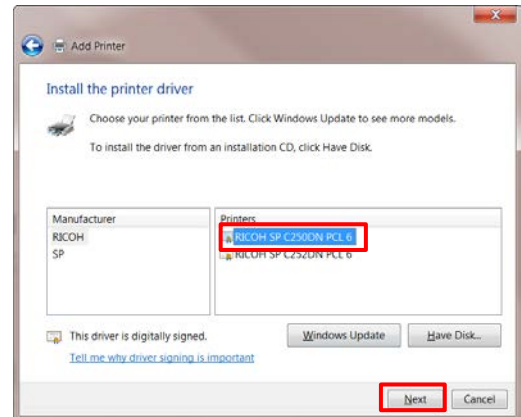 Add Printer
Install the printer driver
Choose your printer from the list. Click Windows Update to see more models.
To install the driver from an installation CD, click Have Disk.
Manufacturer
RICOH
SP
Printers
RICOH SP C250DN PCL 6
RICOH SP C252DN PCL 6
This driver is digitally signed.
Tell me why driver signing is important
Windows Update
Have Disk...
Next
Cancel